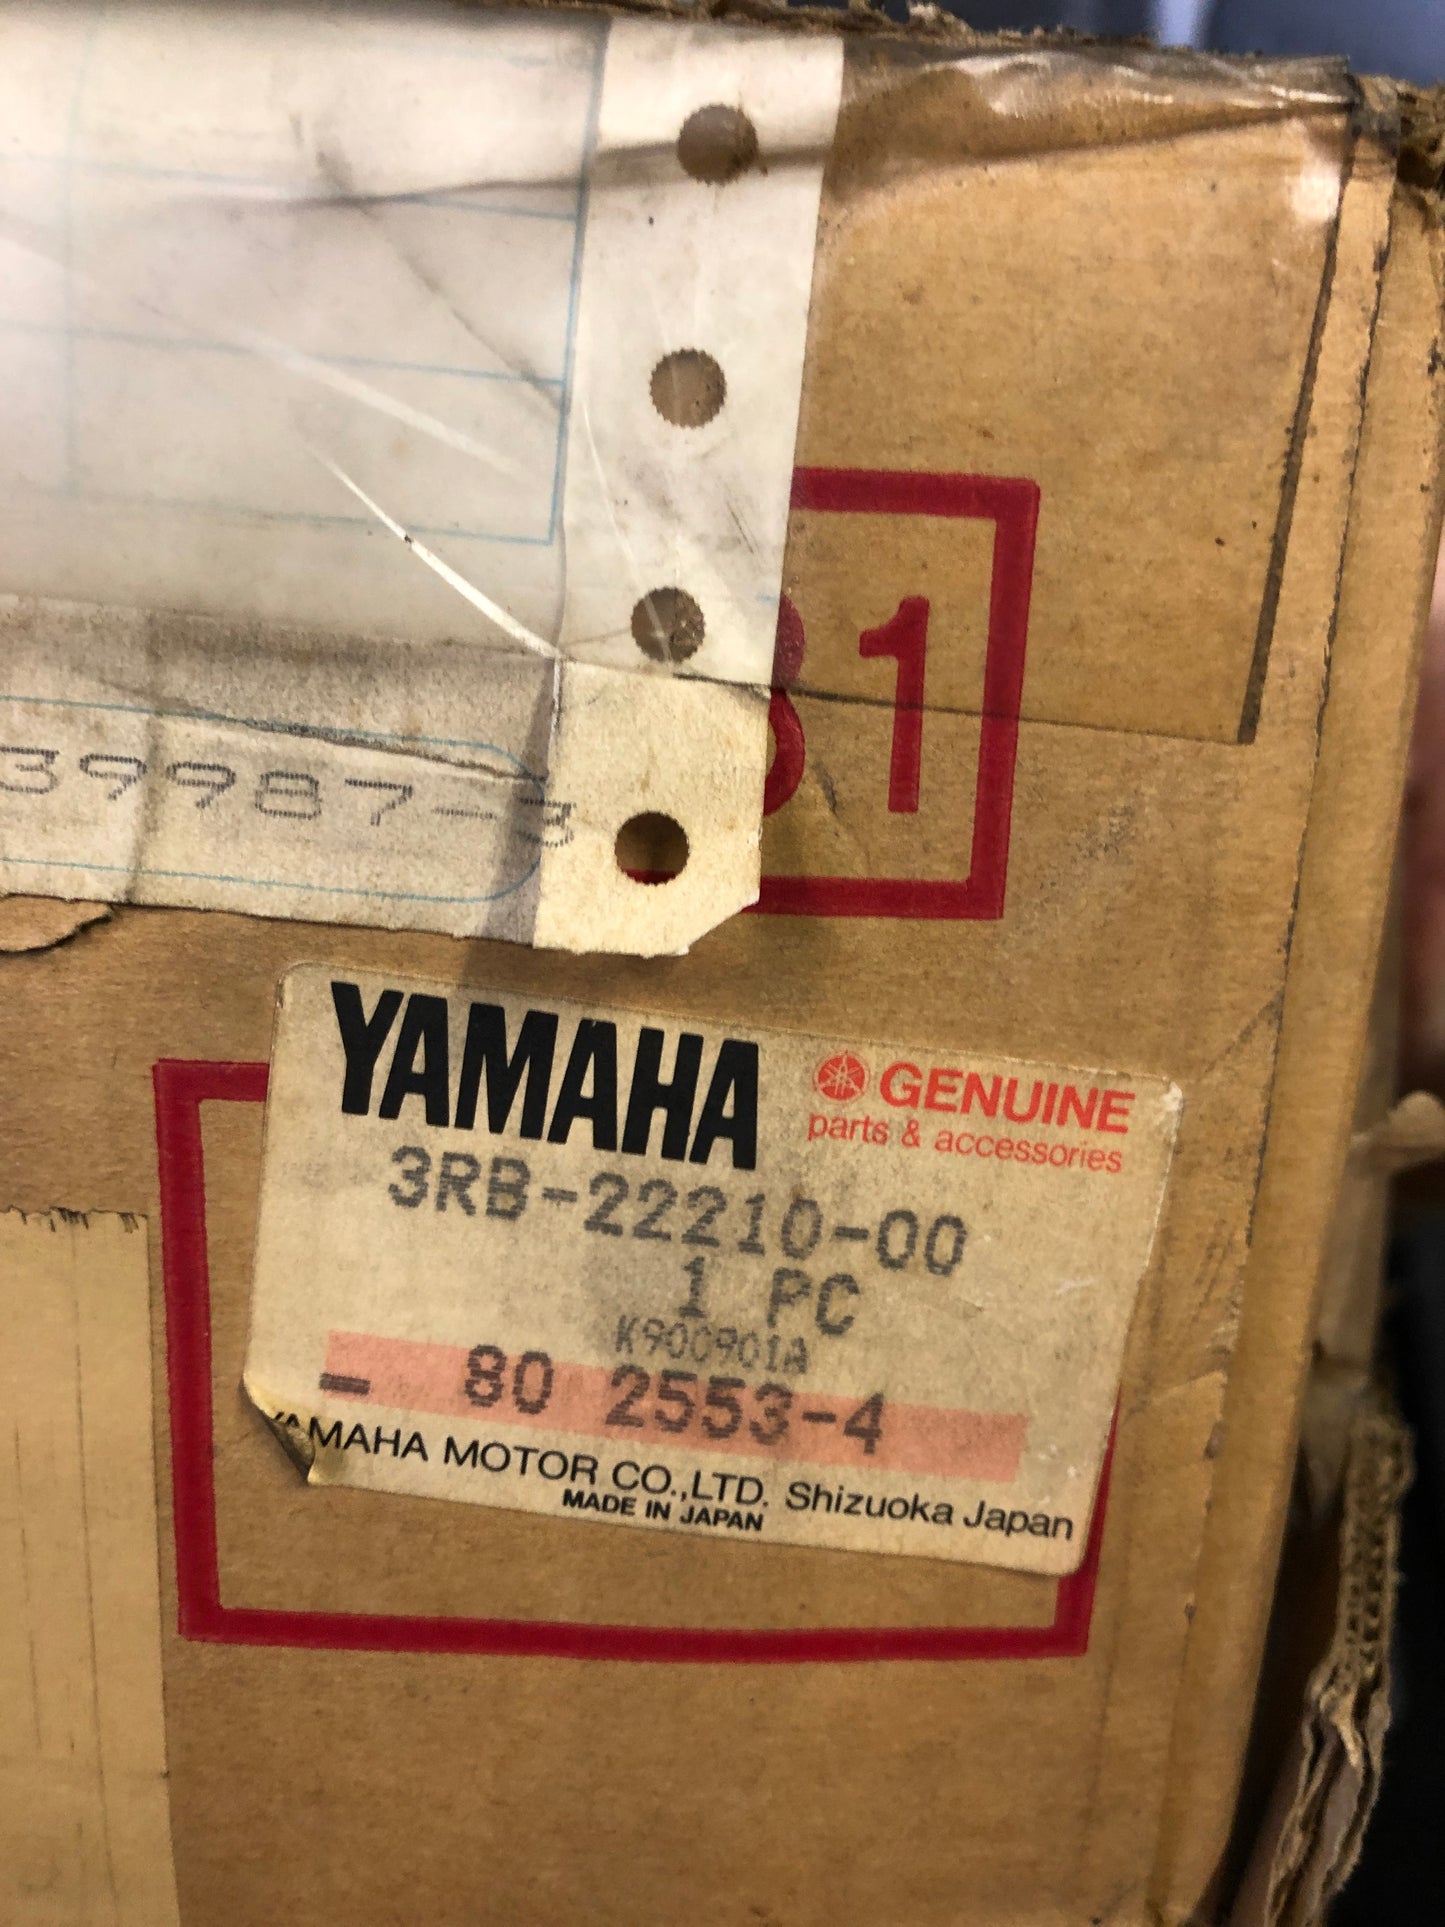 31
39987-3
YAMAHA
GENUINE
parts & accessories
3RB-22210-00
1 PC
K900901A
- 80 2553-4
YAMAHA MOTOR CO.,LTD. Shizuoka Japan
MADE IN JAPAN